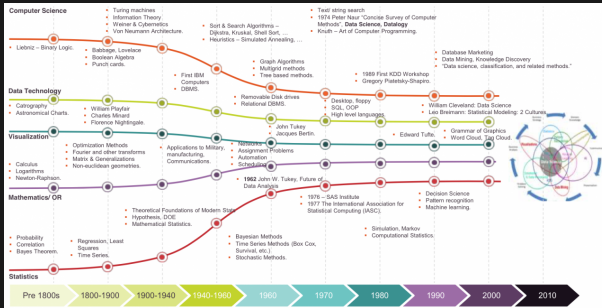 Computer Science
Leibniz – Binary Logic.
Babbage, Lovelace
Boolean Algebra
Punch cards.
Turing machines
Information Theory.
Weiner & Cybernetics
Von Neumann Architecture.
Sort & Search Algorithms –
Dijkstra, Kruskal, Shell Sort, …
Heuristics – Simulated Annealing, …
First IBM
Computers
DBMS.
Graph Algorithms
Multigrid methods
Tree based methods.
Removable Disk drives
Relational DBMS.
Text/ string search
1974 Peter Naur "Concise Survey of Computer
Methods", Data Science, Datalogy
Knuth – Art of Computer Programming.
1989 First KDD Workshop
Gregory Piatetsky-Shapiro.
Desktop, floppy
SQL, OOP
High level languages
Database Marketing
Data Mining, Knowledge Discovery
"Data science, classification, and related methods."
William Cleveland: Data Science
Leo Breimann: Statistical Modeling: 2 Cultures
Data Technology
Catrography
Astronomical Charts.
William Playfair
Charles Minard
Florence Nightingale.
John Tukey
Jacques Bertin.
Edward Tufte.
Grammar of Graphics
Word Cloud, Tag Cloud.
Visualization
Calculus
Logarithms
Newton-Raphson.
Optimization Methods
Fourier and other transforms
Matrix & Generalizations
Non-euclidean geometries.
Applications to Military,
manufacturing,
Communications.
Networks
Assignment Problems
Automation
Scheduling
1962 John W. Tukey, Future of
Data Analysis
Mathematics/ OR
Probability
Correlation
Bayes Theorem.
Regression, Least
Squares
Time Series.
Theoretical Foundations of Modern Stat
Hypothesis, DOE
Mathematical Statistics.
Bayesian Methods
Time Series Methods (Box Cox,
Survival, etc.)
Stochastic Methods.
1976 – SAS Institute
1977 The International Association for
Statistical Computing (IASC).
Simulation, Markov
Computational Statistics.
Decision Science
Pattern recognition
Machine learning.
Statistics
Pre 1800s
1800-1900
1900-1940
1940-1960
1960
1970
1980
1990
2000
2010